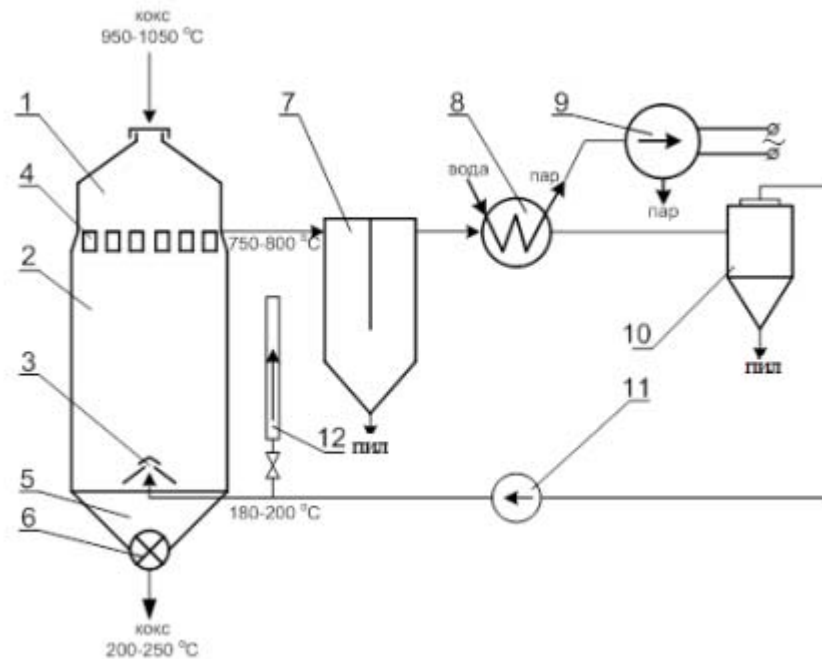 кокс
950-1050 °С
1
7
8
9
вода
пар
4
750-800 °С
пар
2
10
3
пил
11
12
пил
5
180-200 °С
6
кокс
200-250 °С